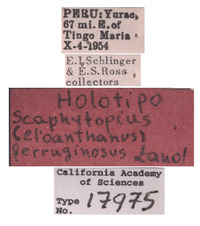 PERU: Yurac,
67 mi. E. of
Tingo Maria
X-4-1954
E.I. Schlinger
& E.S. Ross
collectors
Holotipo
Scaphytopius
(Cloanthanus)
ferruginosus Lanol
California Academy
of Sciences
Type
No. 17975